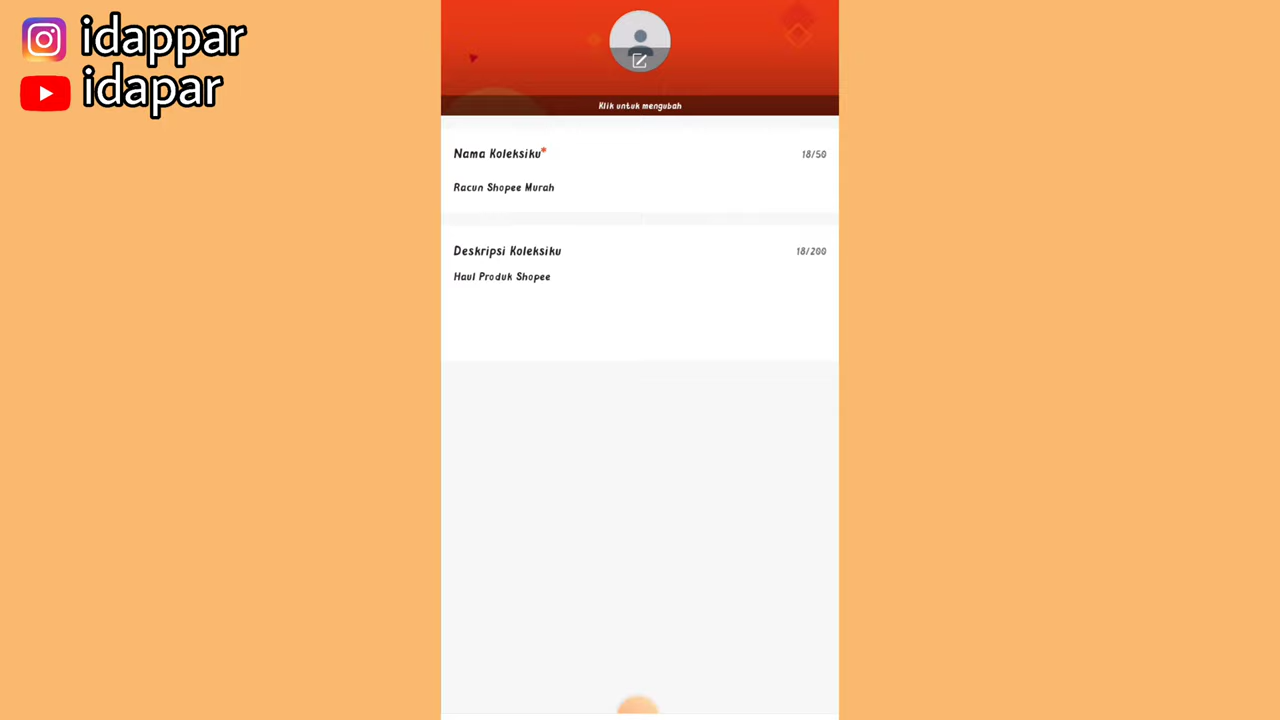 idappar
idapar
Klik untuk mengubah
Nama Koleksiku*
18/50
Racun Shopee Murah
Deskripsi Koleksiku
18/200
Haul Produk Shopee